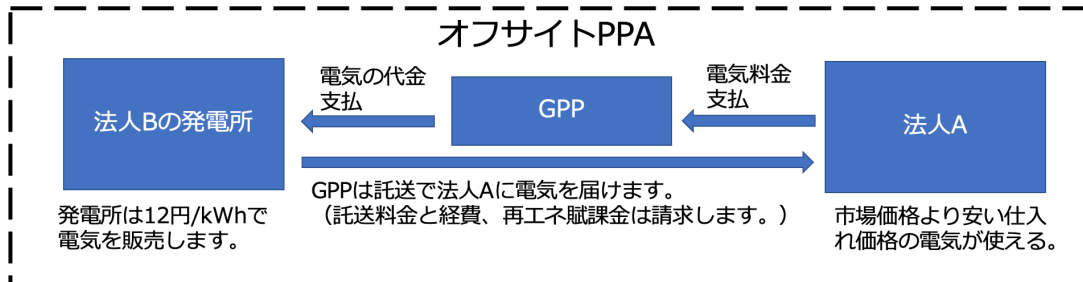 オフサイトPPA
法人Bの発電所
電気の代金
支払
GPP
電気料金
支払
法人A
GPPは託送で法人Aに電気を届けます。
（託送料金と経費、再エネ賦課金は請求します。）
発電所は12円/kWhで
電気を販売します。
市場価格より安い仕入
れ価格の電気が使える。